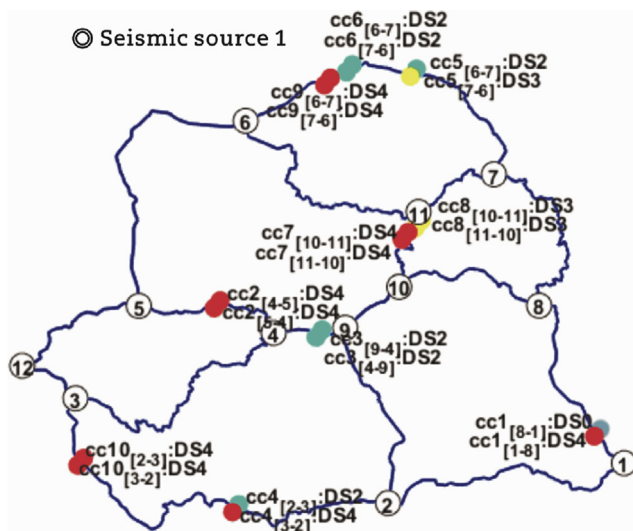 Seismic source 1
cc6 [6-7]:DS2
cc6 [7-6]:DS2
cc5 [6-7]:DS2
cc5 [7-6]:DS3
cc9 [6-7]:DS4
cc9 [7-6]:DS4
6
7
11
cc8 [10-11]:DS3
cc8 [11-10]:DS3
cc7 [10-11]:DS4
cc7 [11-10]:DS4
10
5
cc2 [4-5]:DS4
cc2 [5-4]:DS4
4
9
8
cc3 [9-4]:DS2
cc3 [4-9]:DS2
12
3
cc1 [8-1]:DS0
cc1 [1-8]:DS4
1
cc10 [2-3]:DS4
cc10 [3-2]:DS4
cc4 [2-3]:DS2
cc4 [3-2]:DS4
2